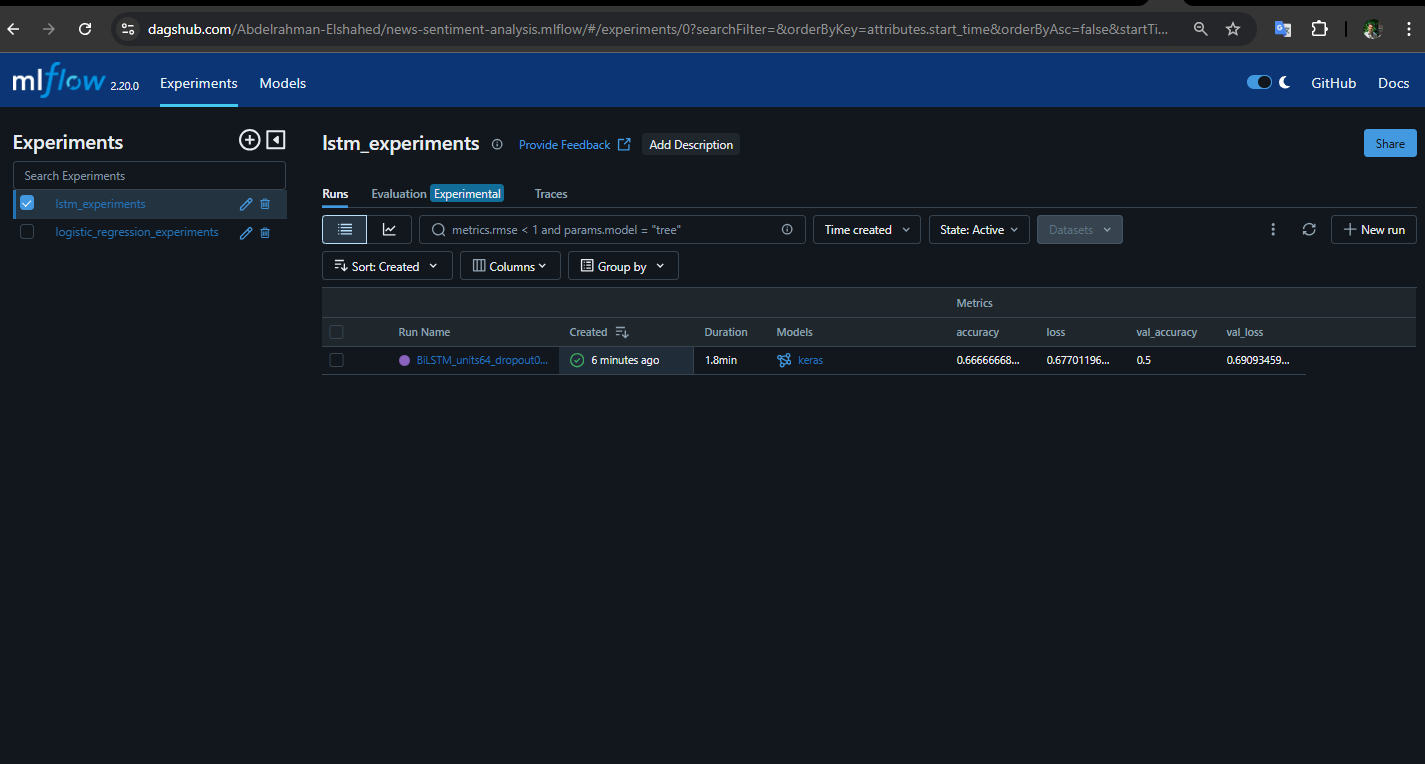 dagshub.com/Abdelrahman-Elshahed/news-sentiment-analysis.mlflow/#/experiments/0?searchFilter=&orderByKey=attributes.start_time&orderByAsc=false&startTi...
mlflow 2.20.0 Experiments Models GitHub Docs
Experiments
Search Experiments
lstm_experiments
logistic_regression_experiments
lstm_experiments Provide Feedback Add Description Share
Runs Evaluation Experimental Traces
metrics.rmse < 1 and params.model = "tree" Time created State: Active Datasets New run
Sort: Created Columns Group by
Metrics
Run Name Created Duration Models accuracy loss val_accuracy val_loss
BiLSTM_units64_dropout0... 6 minutes ago 1.8min keras 0.66666668... 0.67701196... 0.5 0.69093459...